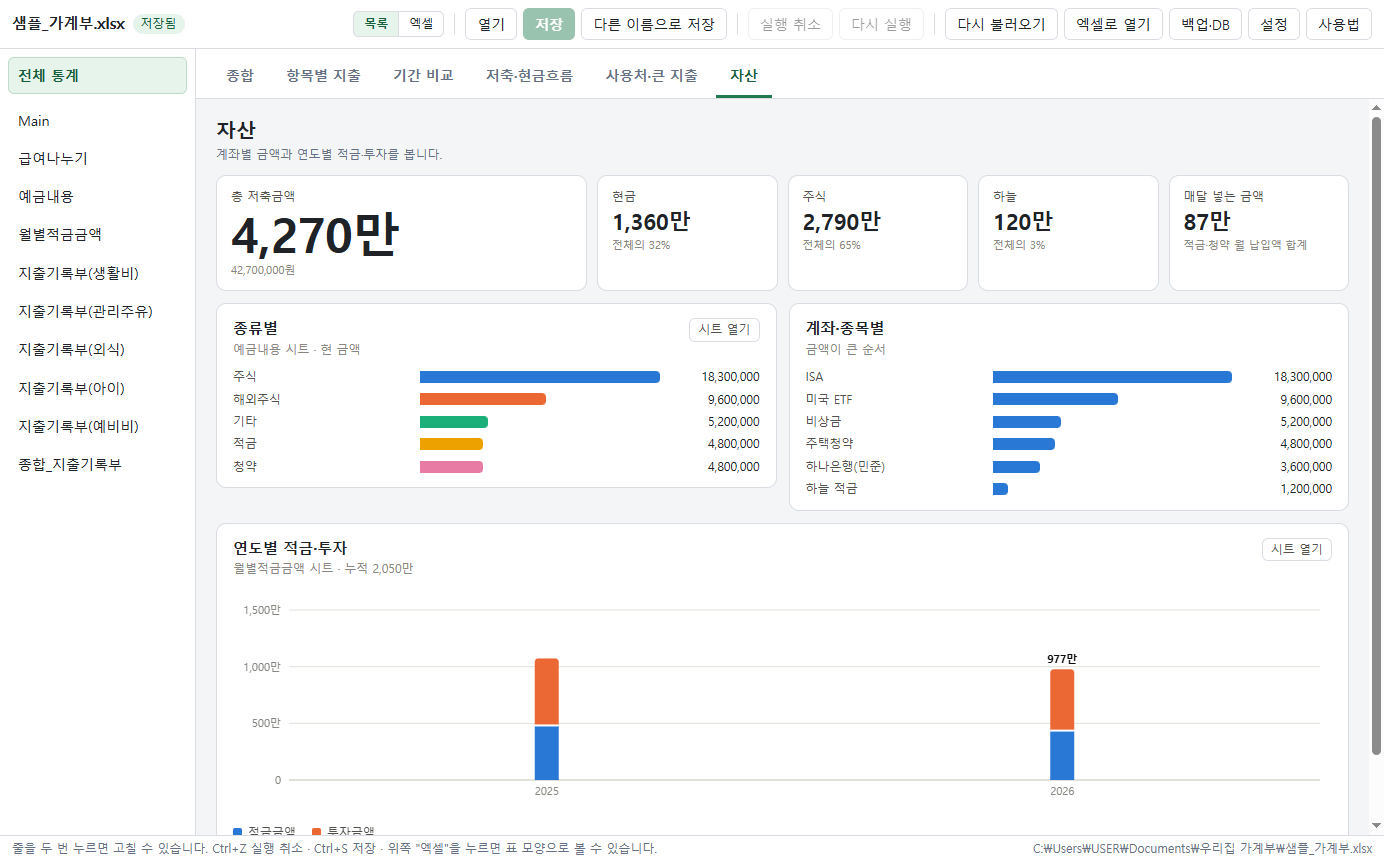 샘플_가계부.xlsx 저장됨 목록 엑셀 열기 저장 다른 이름으로 저장 실행 취소 다시 실행 다시 불러오기 엑셀로 열기 백업·DB 설정 사용법
전체 통계
Main
급여나누기
예금내용
월별적금금액
지출기록부(생활비)
지출기록부(관리주유)
지출기록부(외식)
지출기록부(아이)
지출기록부(예비비)
종합_지출기록부
종합 항목별 지출 기간 비교 저축·현금흐름 사용처·큰 지출 자산
자산
계좌별 금액과 연도별 적금·투자를 봅니다.
총 저축금액
4,270만
42,700,000원
현금
1,360만
전체의 32%
주식
2,790만
전체의 65%
하늘
120만
전체의 3%
매달 넣는 금액
87만
적금·청약 월 납입액 합계
종류별 시트 열기
예금내용 시트 · 현 금액
주식 18,300,000
해외주식 9,600,000
기타 5,200,000
적금 4,800,000
청약 4,800,000
계좌·종목별
금액이 큰 순서
ISA 18,300,000
미국 ETF 9,600,000
비상금 5,200,000
주택청약 4,800,000
하나은행(민준) 3,600,000
하늘 적금 1,200,000
연도별 적금·투자 시트 열기
월별적금금액 시트 · 누적 2,050만
1,500만
1,000만
500만
0
977만
2025 2026
적금금액 투자금액
줄을 두 번 누르면 고칠 수 있습니다. Ctrl+Z 실행 취소 · Ctrl+S 저장 · 위쪽 "엑셀"을 누르면 표 모양으로 볼 수 있습니다. C:₩Users₩USER₩Documents₩우리집 가계부₩샘플_가계부.xlsx